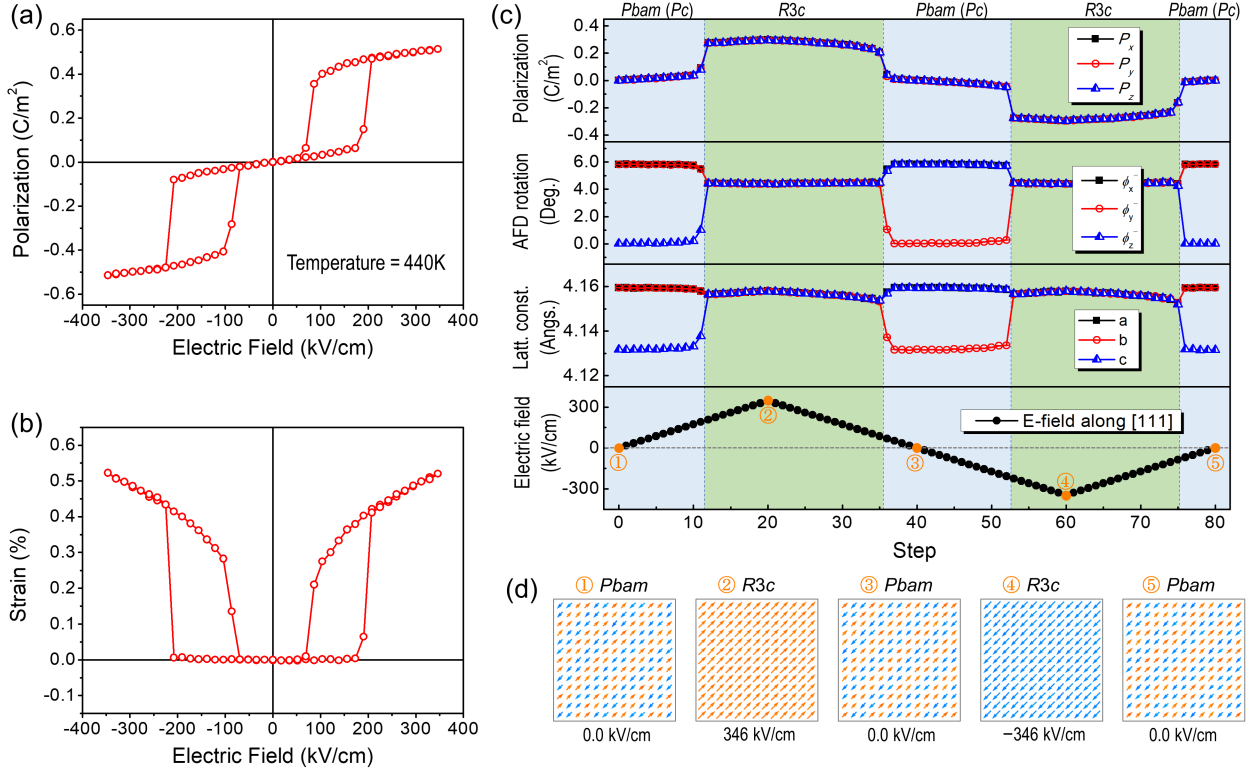 (a)
0.6
0.4
0.2
0.0
-0.2
-0.4
-0.6
Polarization (C/m²)
Temperature = 440K
-400 -300 -200 -100 0 100 200 300 400
Electric Field (kV/cm)
(b)
0.6
0.5
0.4
0.3
0.2
0.1
0.0
-0.1
Strain (%)
-400 -300 -200 -100 0 100 200 300 400
Electric Field (kV/cm)
(c)
Pbam (Pc) R3c Pbam (Pc) R3c Pbam (Pc)
Polarization
(C/m²)
0.4
0.0
-0.4
Pₓ
P_y
P_z
AFD rotation
(Deg.)
6.0
4.0
2.0
0.0
ϕₓ⁻
ϕ_y⁻
ϕ_z⁻
Latt. const.
(Angs.)
4.16
4.14
4.12
a
b
c
Electric field
(kV/cm)
300
0
-300
E-field along [111]
①
②
③
④
⑤
0 10 20 30 40 50 60 70 80
Step
(d)
① Pbam ② R3c ③ Pbam ④ R3c ⑤ Pbam
0.0 kV/cm 346 kV/cm 0.0 kV/cm −346 kV/cm 0.0 kV/cm